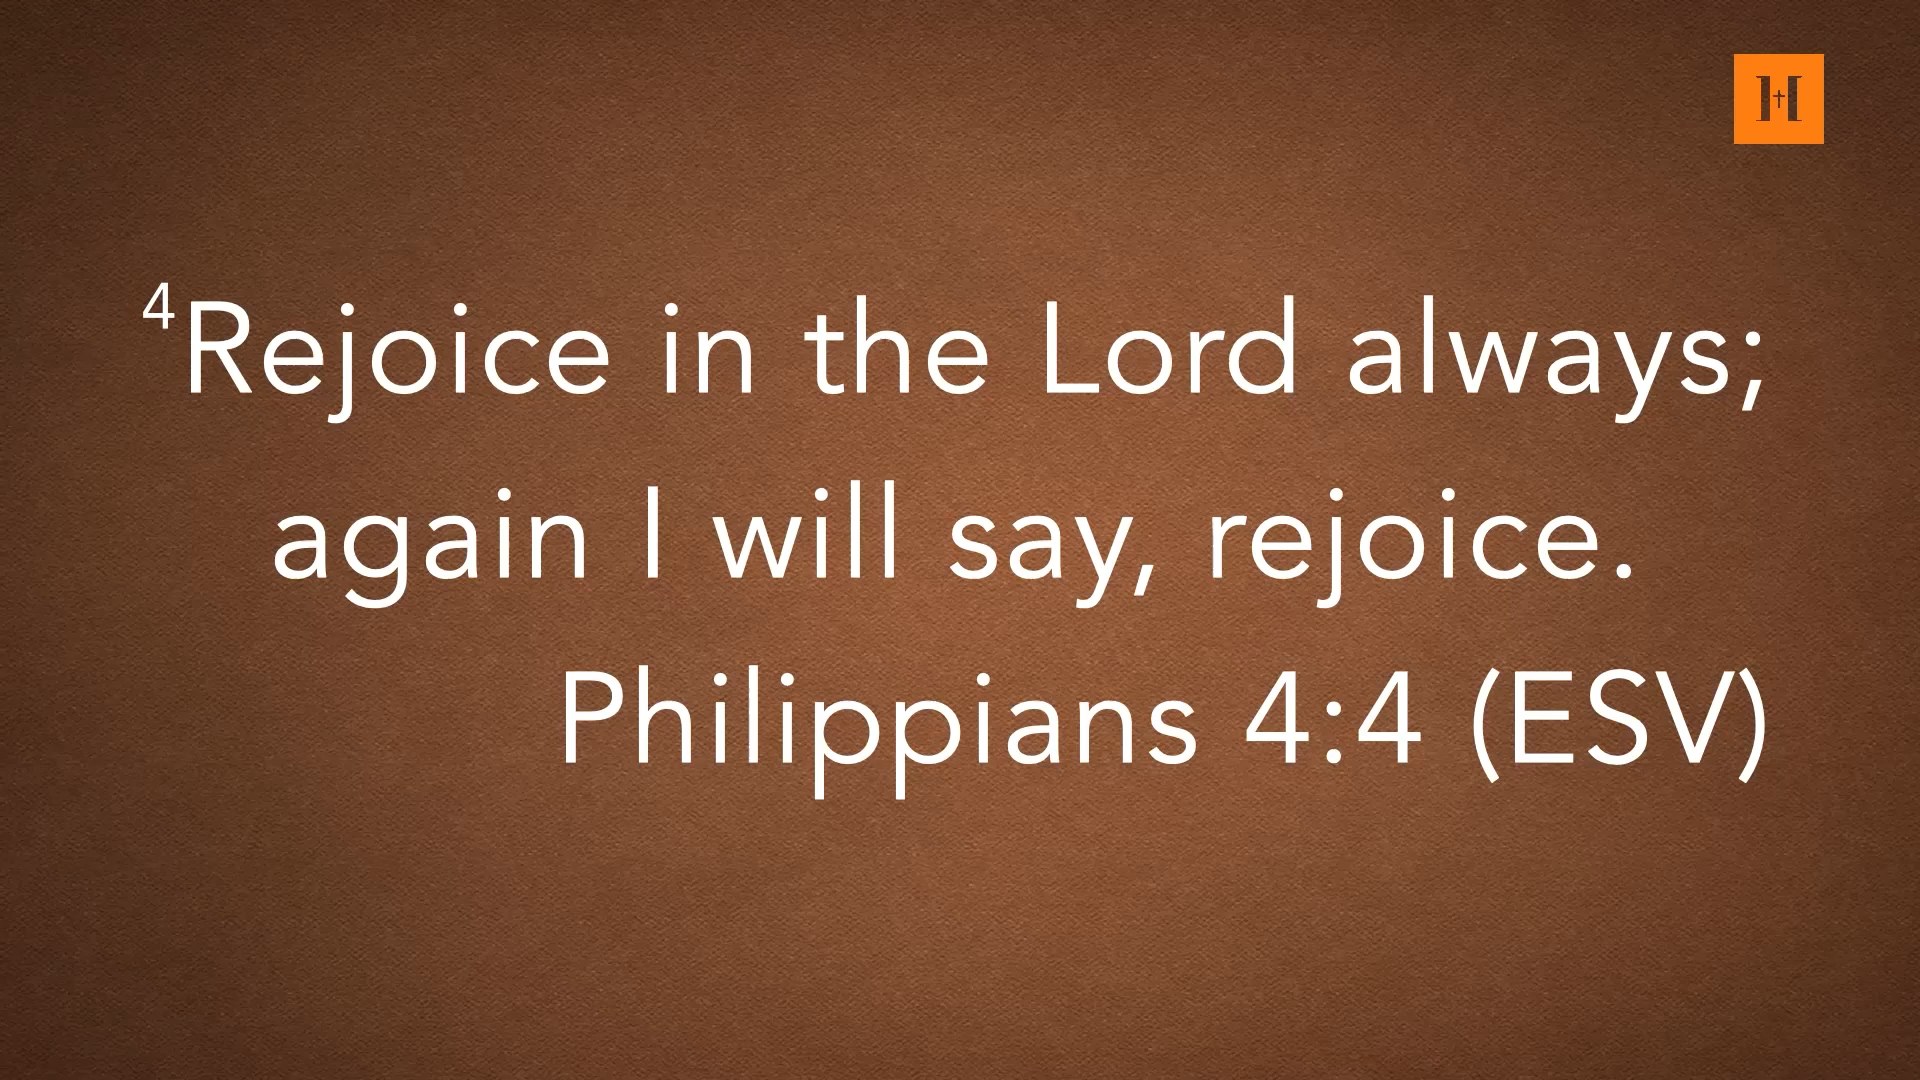 ⁴Rejoice in the Lord always;
again I will say, rejoice.
Philippians 4:4 (ESV)
H